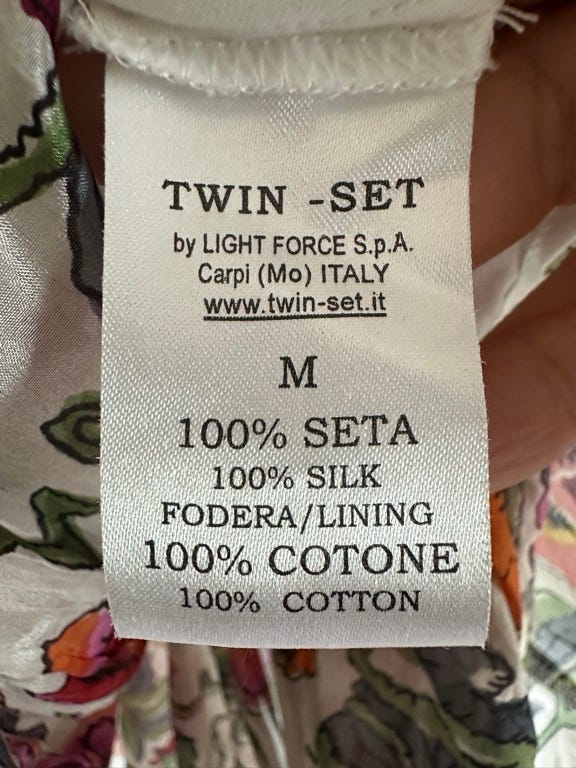 TWIN -SET
by LIGHT FORCE S.p.A.
Carpi (Mo) ITALY
www.twin-set.it
M
100% SETA
100% SILK
FODERA/LINING
100% COTONE
100% COTTON